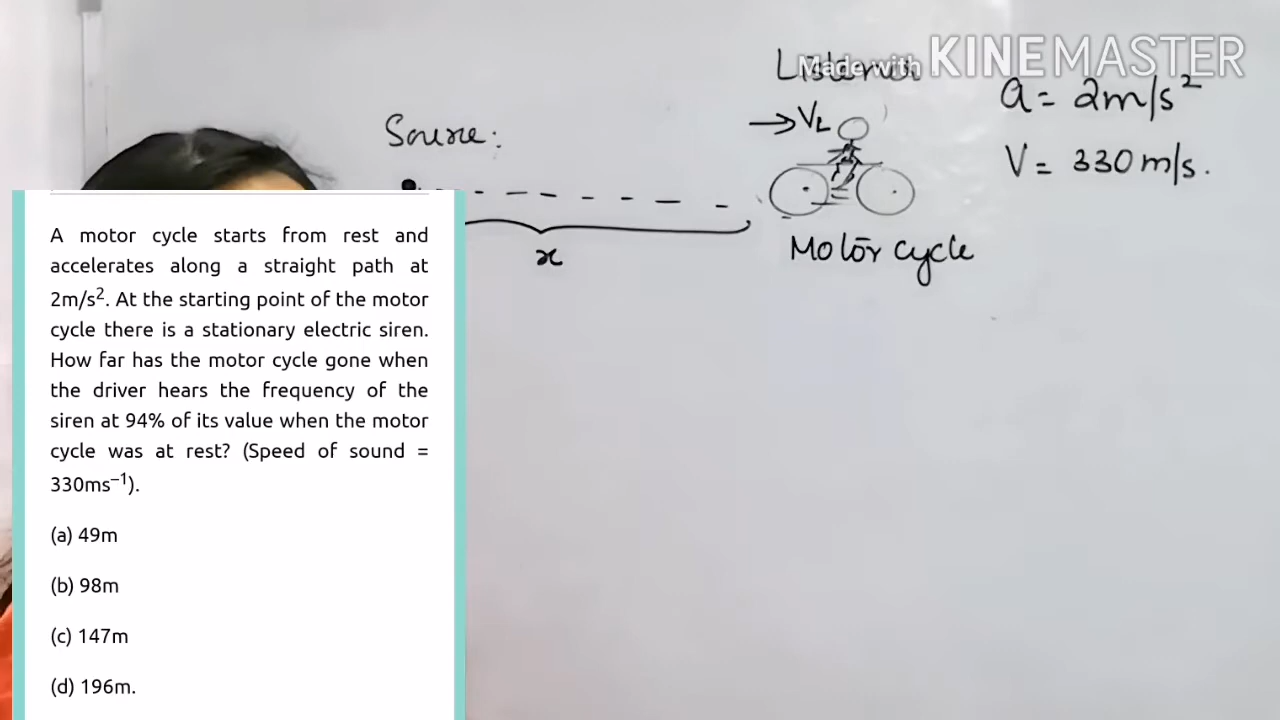 Made with KINEMASTER
Listener
a = 2m/s²
Source:
→VL
V = 330 m/s.
x
Motor cycle
A motor cycle starts from rest and
accelerates along a straight path at
2m/s². At the starting point of the motor
cycle there is a stationary electric siren.
How far has the motor cycle gone when
the driver hears the frequency of the
siren at 94% of its value when the motor
cycle was at rest? (Speed of sound =
330ms⁻¹).
(a) 49m
(b) 98m
(c) 147m
(d) 196m.